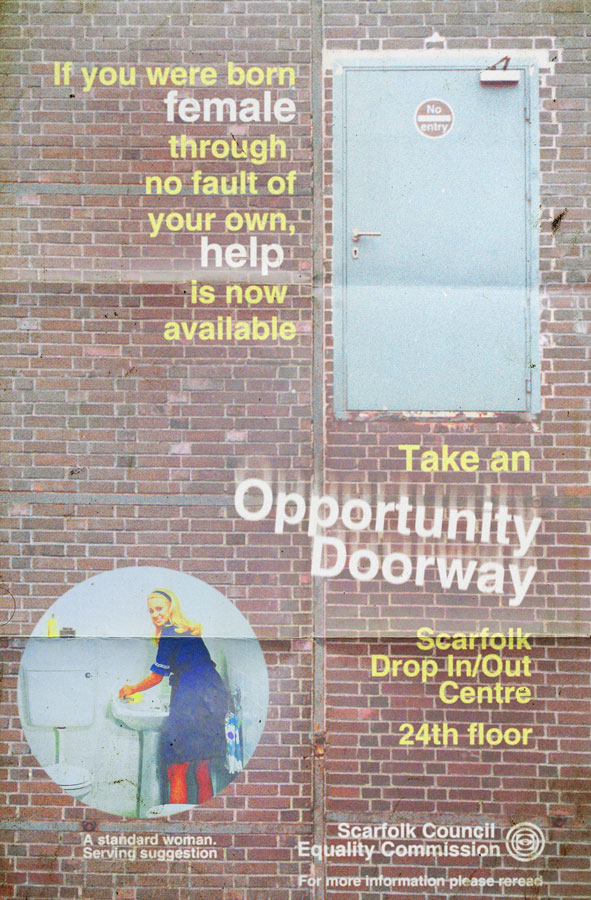 If you were born
female
through
no fault of
your own,
help
is now
available
No
entry
Take an
Opportunity
Doorway
Scarfolk
Drop In/Out
Centre
24th floor
A standard woman.
Serving suggestion
Scarfolk Council
Equality Commission
For more information please reread